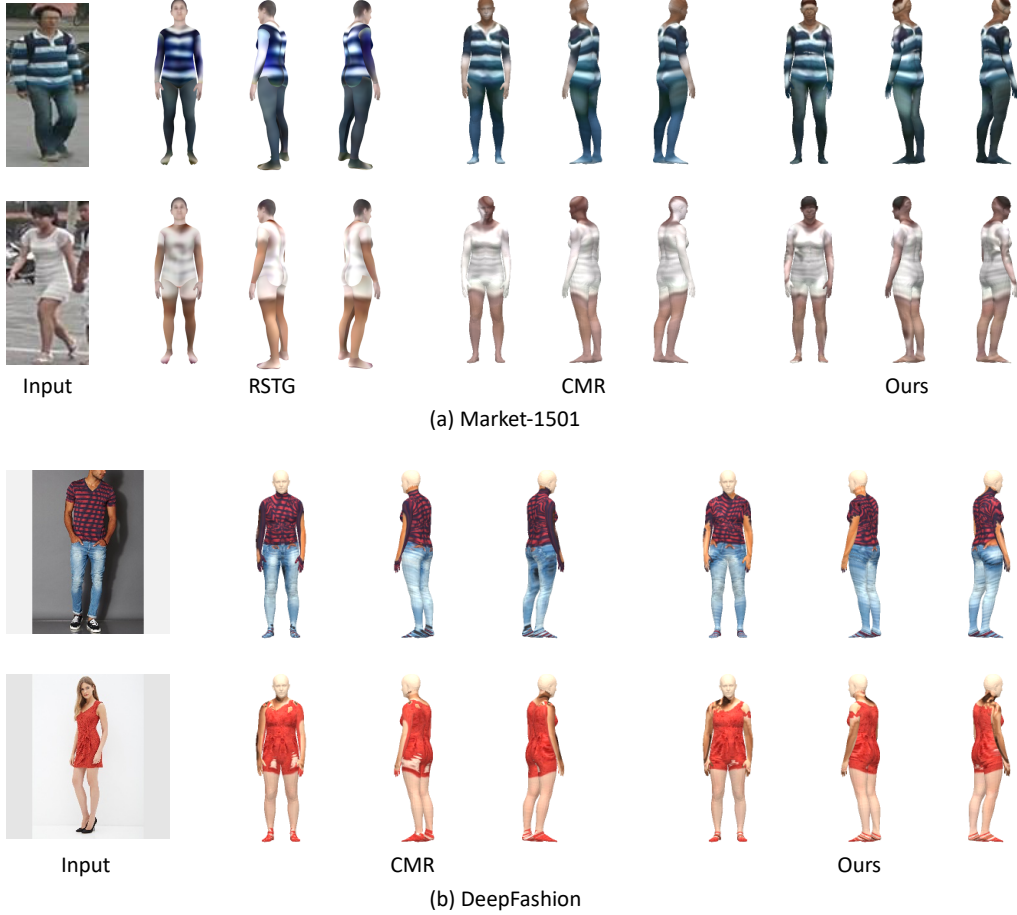 Input RSTG CMR Ours
(a) Market-1501
Input CMR Ours
(b) DeepFashion